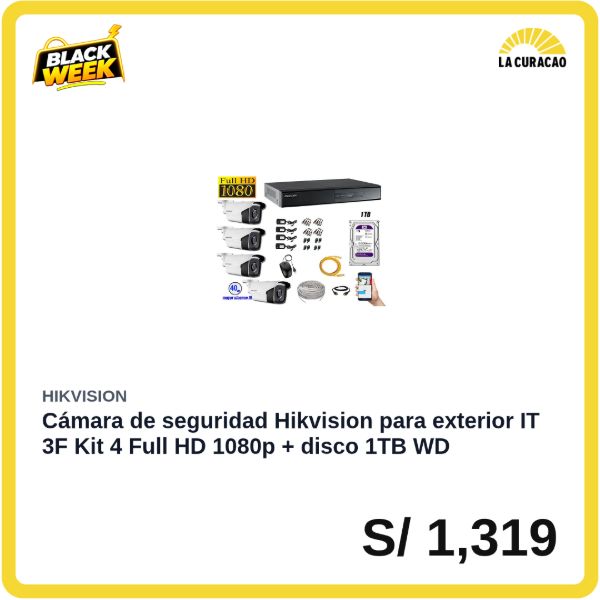 BLACK
WEEK
LA CURACAO
Full HD
1080
1TB
40
HIKVISION
Cámara de seguridad Hikvision para exterior IT
3F Kit 4 Full HD 1080p + disco 1TB WD
S/ 1,319